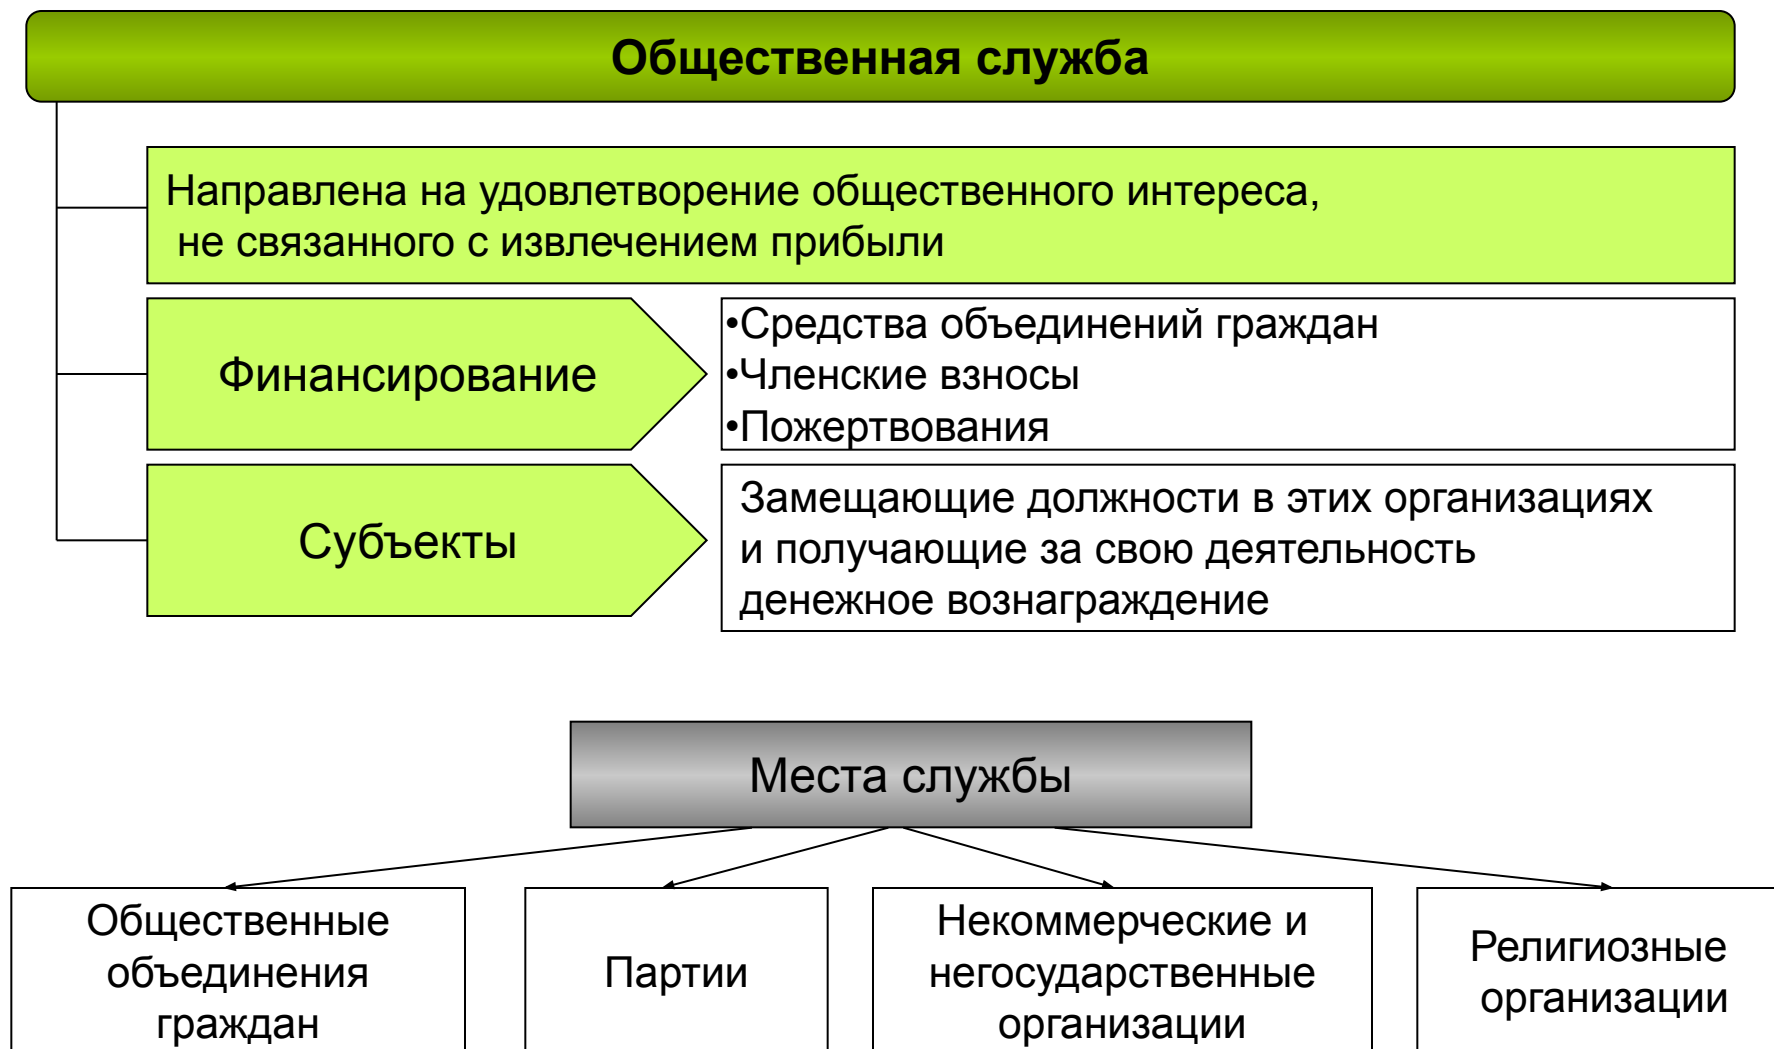 Общественная служба
Направлена на удовлетворение общественного интереса,
не связанного с извлечением прибыли
Финансирование
•Средства объединений граждан
•Членские взносы
•Пожертвования
Субъекты
Замещающие должности в этих организациях
и получающие за свою деятельность
денежное вознаграждение
Места службы
Общественные
объединения
граждан
Партии
Некоммерческие и
негосударственные
организации
Религиозные
организации